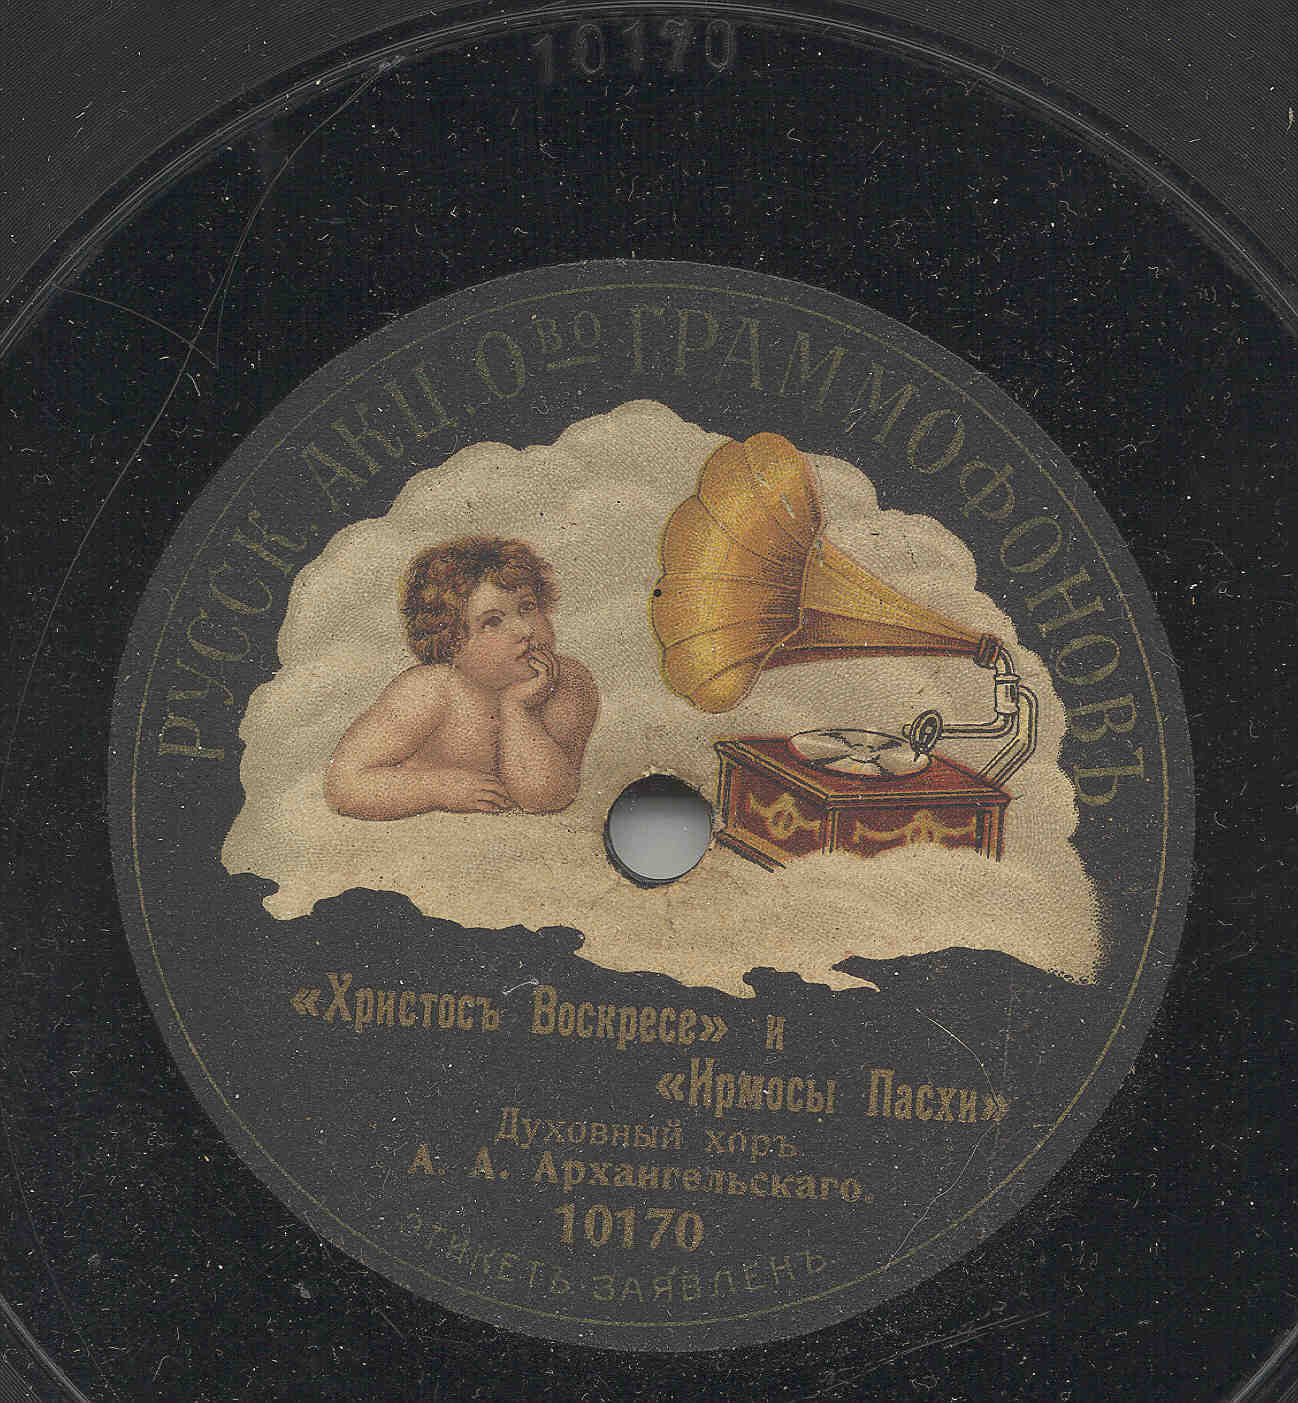 10170
РУССК. АКЦ. О<u>ВО</u> ГРАММОФОНОВЪ
«Христосъ Воскресе» и
«Ирмосы Пасхи»
Духовный хоръ
А. А. Архангельскаго.
10170
ЭТИКЕТЪ ЗАЯВЛЕНЪ